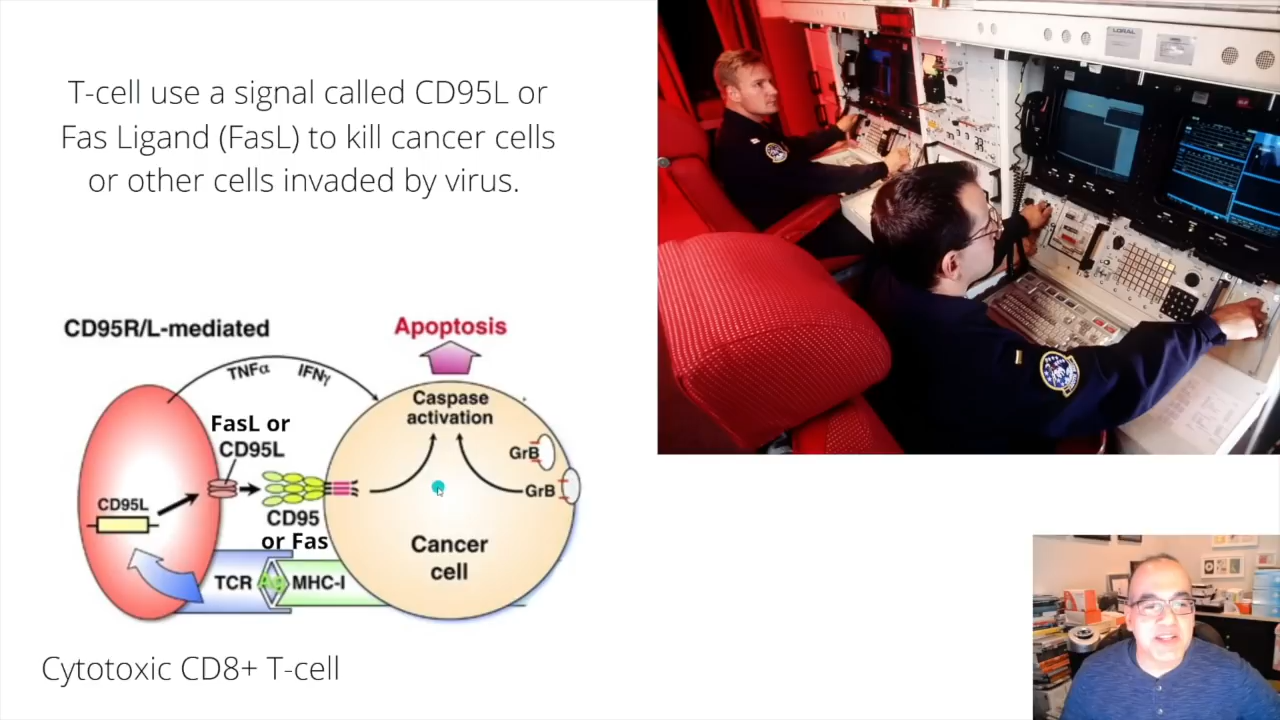 T-cell use a signal called CD95L or
Fas Ligand (FasL) to kill cancer cells
or other cells invaded by virus.
LORAL
CD95R/L-mediated
Apoptosis
TNFα IFNγ
Caspase
activation
FasL or
CD95L
GrB
CD95L
GrB
CD95
or Fas
Cancer
cell
TCR Ag MHC-I
Cytotoxic CD8+ T-cell